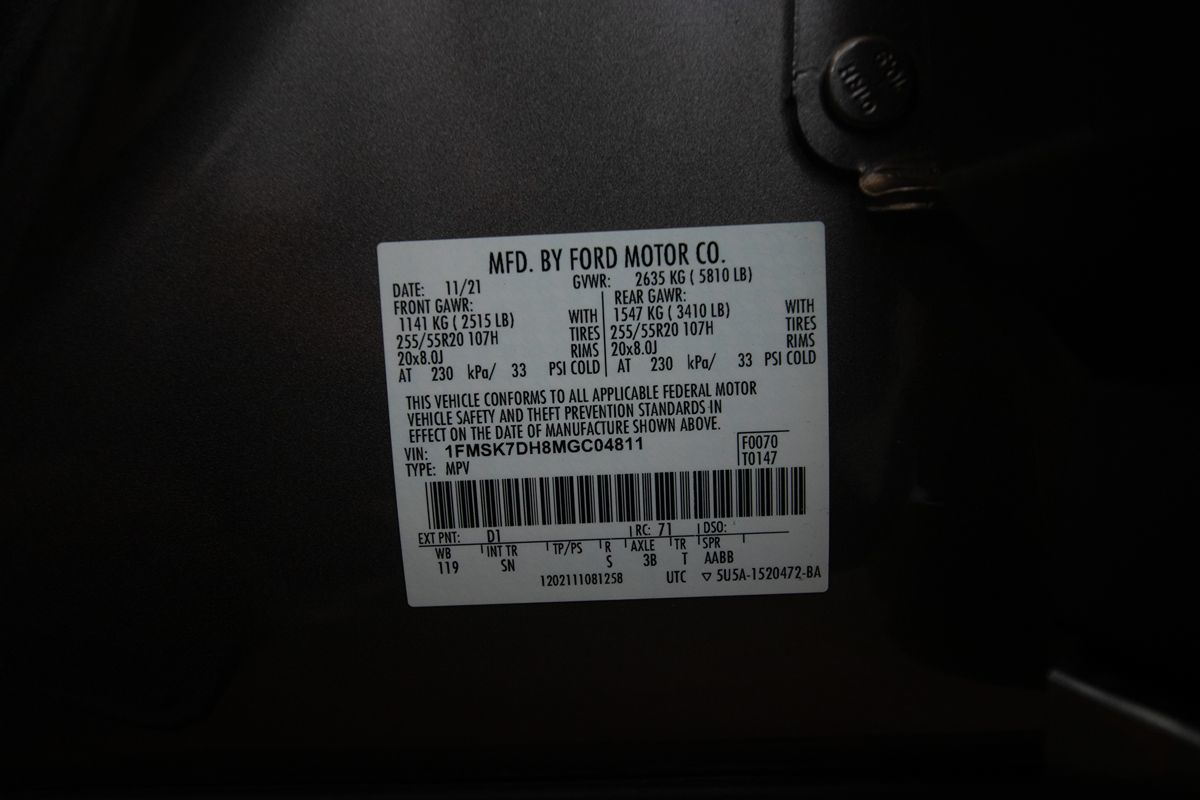 MFD. BY FORD MOTOR CO.
DATE: 11/21 GVWR: 2635 KG ( 5810 LB)
FRONT GAWR:
1141 KG ( 2515 LB) WITH
255/55R20 107H TIRES
20x8.0J RIMS
AT 230 kPa/ 33 PSI COLD
REAR GAWR:
1547 KG ( 3410 LB) WITH
255/55R20 107H TIRES
20x8.0J RIMS
AT 230 kPa/ 33 PSI COLD
THIS VEHICLE CONFORMS TO ALL APPLICABLE FEDERAL MOTOR
VEHICLE SAFETY AND THEFT PREVENTION STANDARDS IN
EFFECT ON THE DATE OF MANUFACTURE SHOWN ABOVE.
VIN: 1FMSK7DH8MGC04811
TYPE: MPV
F0070
T0147
EXT PNT: D1 RC: 71 DSO:
WB INT TR TP/PS R AXLE TR SPR
119 SN S 3B T AABB
1202111081258 UTC ▽ 5U5A-1520472-BA